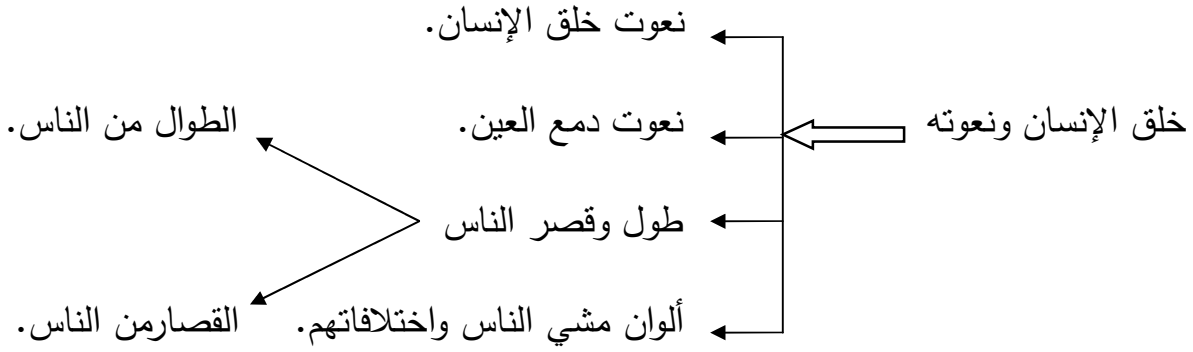 نعوت خلق الإنسان.
خلق الإنسان ونعوته
نعوت دمع العين.
الطوال من الناس.
طول وقصر الناس
ألوان مشي الناس واختلافاتهم.
القصارمن الناس.